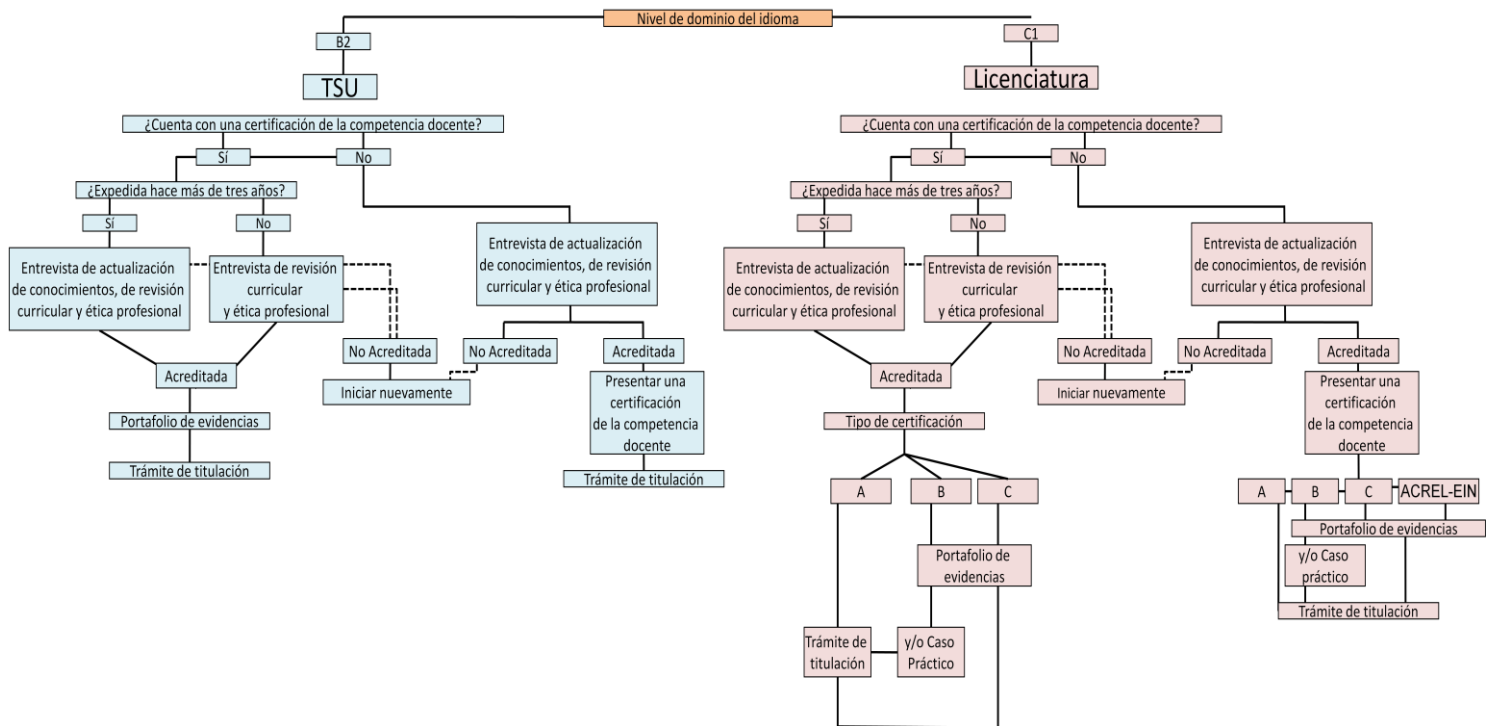 Nivel de dominio del idioma
B2
C1
TSU
Licenciatura
¿Cuenta con una certificación de la competencia docente?
Sí
No
¿Expedida hace más de tres años?
Sí
No
Entrevista de actualización
de conocimientos, de revisión
curricular y ética profesional
Entrevista de revisión
curricular
y ética profesional
Entrevista de actualización
de conocimientos, de revisión
curricular y ética profesional
No Acreditada
No Acreditada
Acreditada
Acreditada
Iniciar nuevamente
Presentar una
certificación
de la competencia
docente
Portafolio de evidencias
Trámite de titulación
Trámite de titulación
¿Cuenta con una certificación de la competencia docente?
Sí
No
¿Expedida hace más de tres años?
Sí
No
Entrevista de actualización
de conocimientos, de revisión
curricular y ética profesional
Entrevista de revisión
curricular
y ética profesional
Entrevista de actualización
de conocimientos, de revisión
curricular y ética profesional
No Acreditada
No Acreditada
Acreditada
Acreditada
Iniciar nuevamente
Presentar una
certificación
de la competencia
docente
Tipo de certificación
A
B
C
Portafolio de
evidencias
Trámite de
titulación
y/o Caso
Práctico
A
B
C
ACREL-EIN
Portafolio de evidencias
y/o Caso
práctico
Trámite de titulación